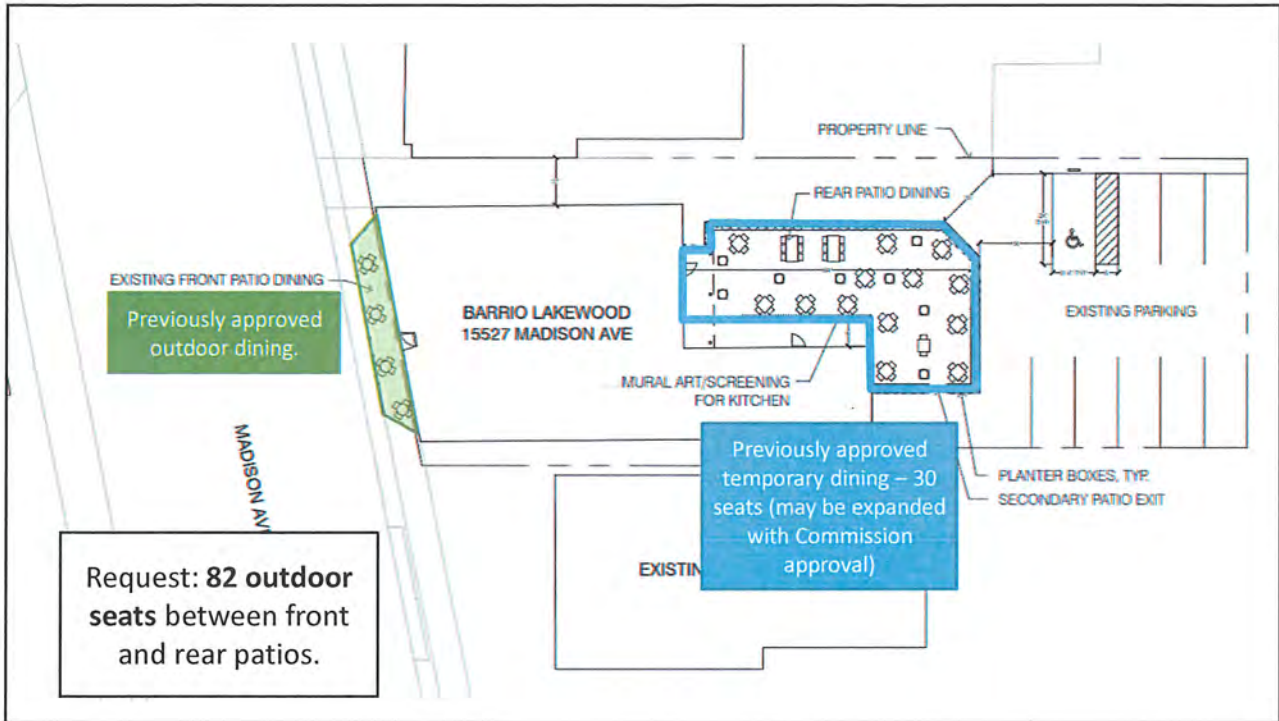 PROPERTY LINE
REAR PATIO DINING
EXISTING FRONT PATIO DINING
Previously approved
outdoor dining.
BARRIO LAKEWOOD
15527 MADISON AVE
EXISTING PARKING
MURAL ART/SCREENING
FOR KITCHEN
MADISON AV
Previously approved
temporary dining – 30
seats (may be expanded
with Commission
approval)
PLANTER BOXES, TYP.
SECONDARY PATIO EXIT
EXISTIN
Request: 82 outdoor
seats between front
and rear patios.